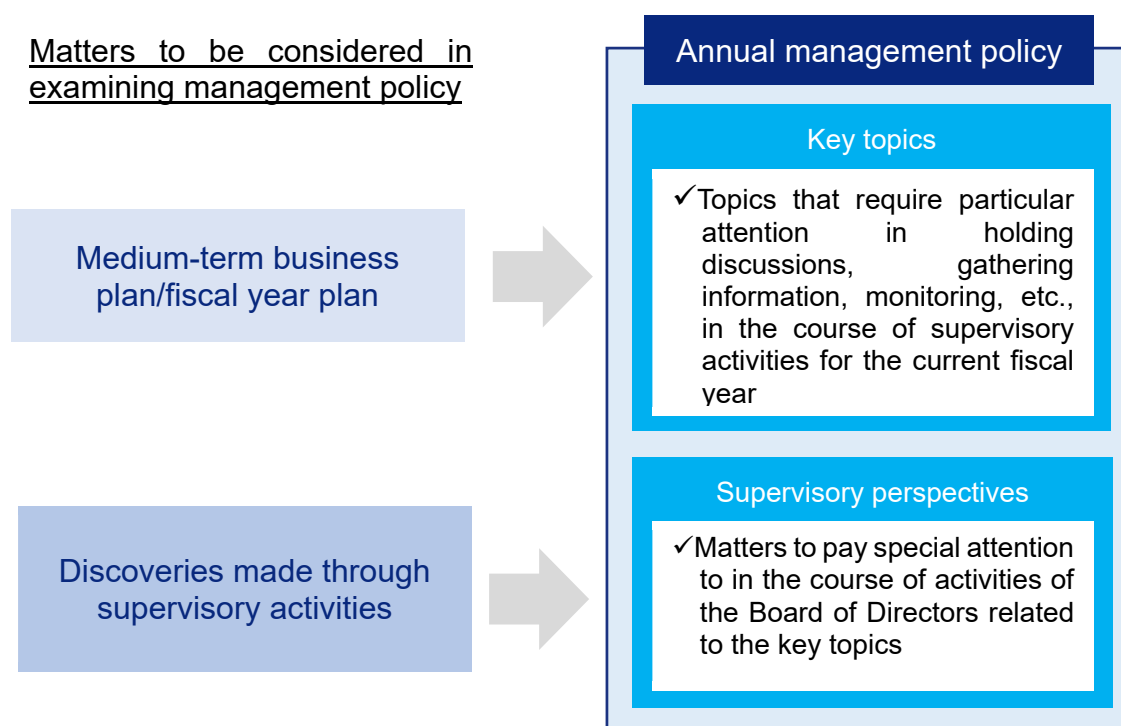 Matters to be considered in
examining management policy
Medium-term business
plan/fiscal year plan
Discoveries made through
supervisory activities
Annual management policy
Key topics
✓Topics that require particular
attention in holding
discussions, gathering
information, monitoring, etc.,
in the course of supervisory
activities for the current fiscal
year
Supervisory perspectives
✓Matters to pay special attention
to in the course of activities of
the Board of Directors related
to the key topics